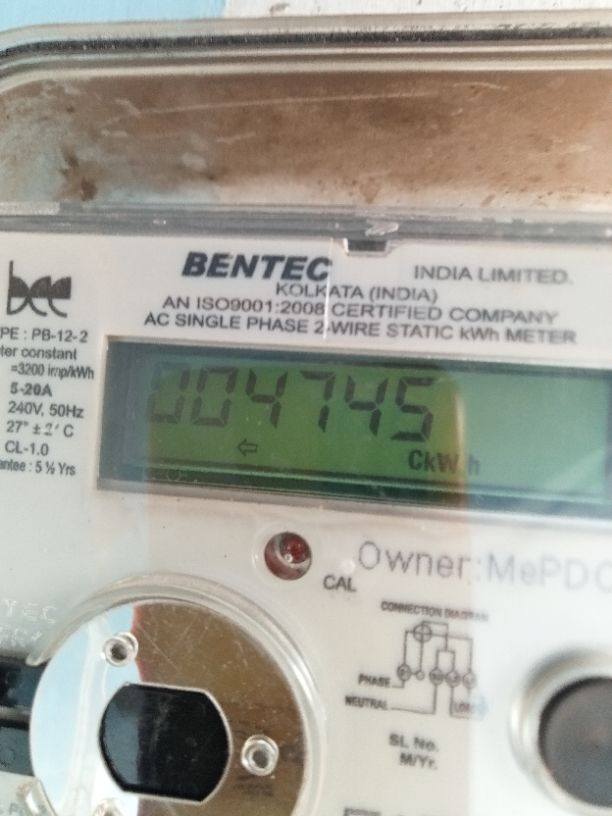 BENTEC INDIA LIMITED.
KOLKATA (INDIA)
AN ISO9001:2008 CERTIFIED COMPANY
AC SINGLE PHASE 2-WIRE STATIC kWh METER
PE : PB-12-2
ter constant
=3200 imp/kWh
5-20A
240V, 50Hz
27° ± 2° C
CL-1.0
antee : 5 ½ Yrs
004745
CkWh
CAL
Owner:MePDC
CONNECTION DIAGRAM
PHASE
NEUTRAL
SL No.
M/Yr.